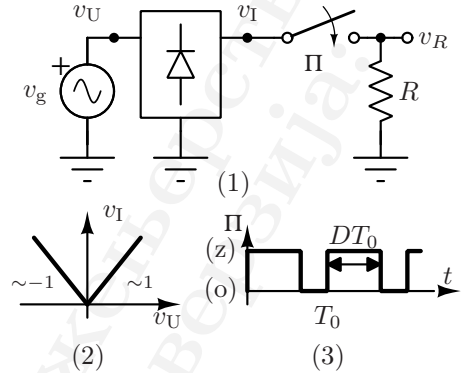 v_U v_I
Π v_R
v_g R
(1)
v_I Π
(z) DT_0
∼−1 ∼1 (o) t
v_U T_0
(2) (3)